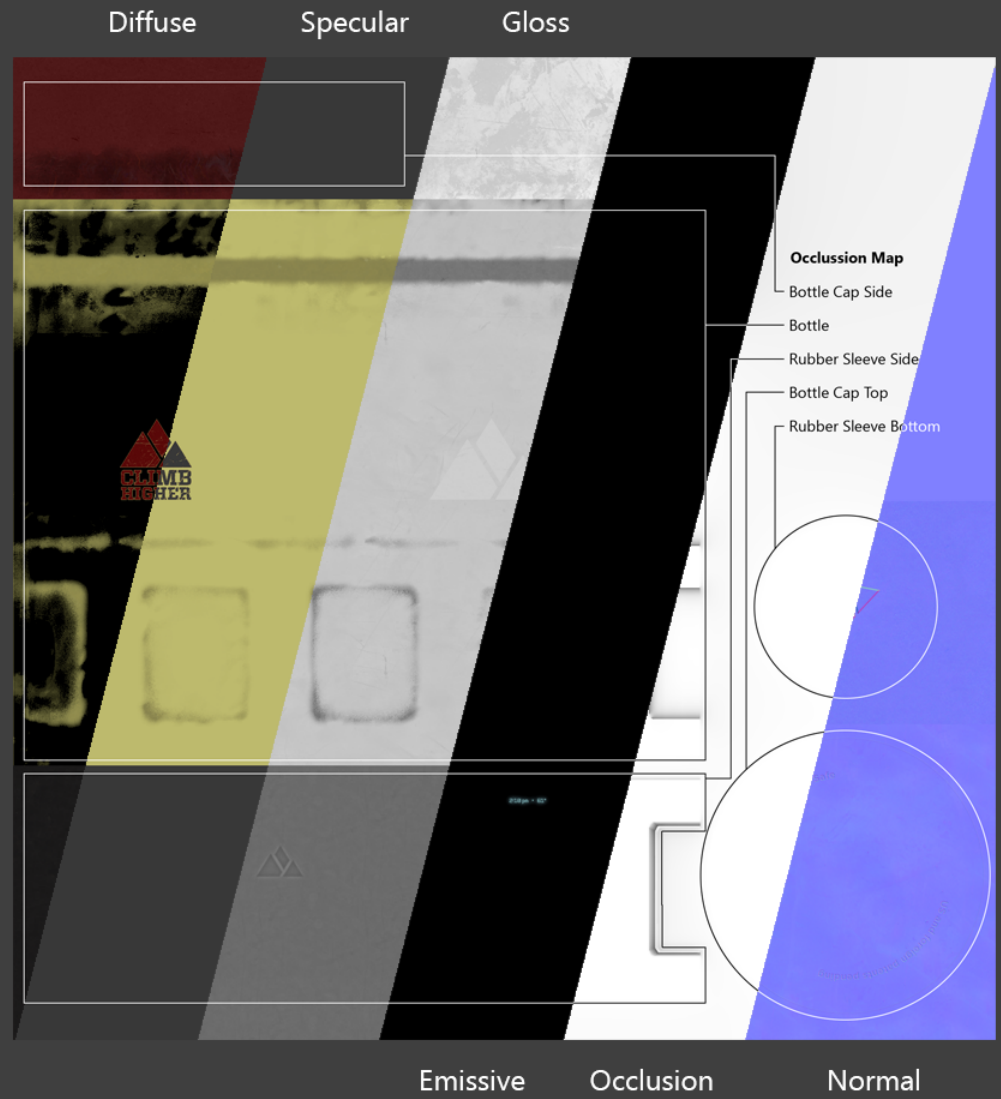 Diffuse
Specular
Gloss
Occlussion Map
Bottle Cap Side
Bottle
Rubber Sleeve Side
Bottle Cap Top
Rubber Sleeve Bottom
CLIMB
HIGHER
Emissive
Occlusion
Normal